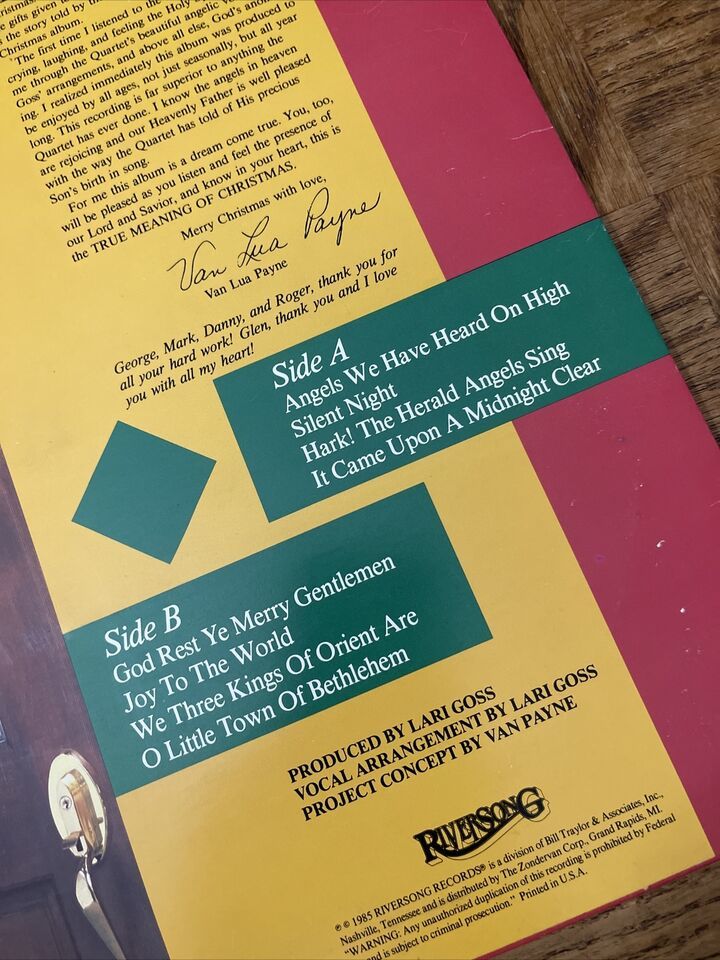 Christmas
e gifts given
the story told by
Christmas album.
"The first time I listened to the
crying, laughing, and feeling the Holy
me through the Quartet's beautiful angelic
Goss' arrangements, and above all else, God's
ing. I realized immediately this album was produced to
be enjoyed by all ages, not just seasonally, but all year
long. This recording is far superior to anything the
Quartet has ever done. I know the angels in heaven
are rejoicing and our Heavenly Father is well pleased
with the way the Quartet has told of His precious
Son's birth in song.
For me this album is a dream come true. You, too,
will be pleased as you listen and feel the presence of
our Lord and Savior, and know in your heart, this is
the TRUE MEANING OF CHRISTMAS.
Merry Christmas with love,
Van Lua Payne
Van Lua Payne
George, Mark, Danny, and Roger, thank you for
all your hard work! Glen, thank you and I love
you with all my heart!
Side A
Angels We Have Heard On High
Silent Night
Hark! The Herald Angels Sing
It Came Upon A Midnight Clear
Side B
God Rest Ye Merry Gentlemen
Joy To The World
We Three Kings Of Orient Are
O Little Town Of Bethlehem
PRODUCED BY LARI GOSS
VOCAL ARRANGEMENT BY LARI GOSS
PROJECT CONCEPT BY VAN PAYNE
RIVERSONG
℗ © 1985 RIVERSONG RECORDS® is a division of Bill Traylor & Associates, Inc.,
Nashville, Tennessee and is distributed by The Zondervan Corp., Grand Rapids, MI.
"WARNING: Any unauthorized duplication of this recording is prohibited by Federal
and is subject to criminal prosecution." Printed in U.S.A.